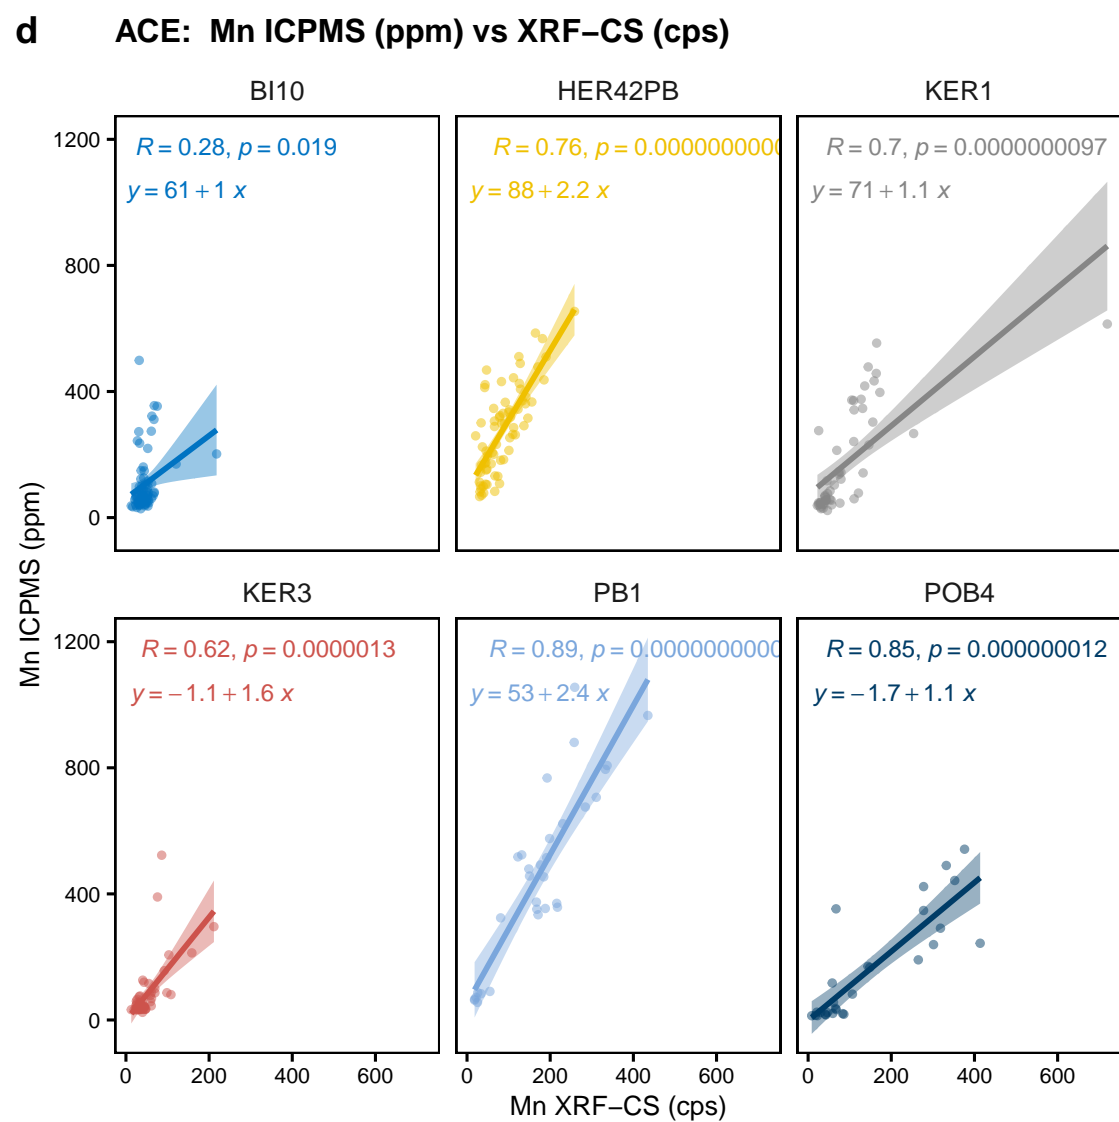 d ACE: Mn ICPMS (ppm) vs XRF−CS (cps)
BI10 HER42PB KER1
R = 0.28, p = 0.019 R = 0.76, p = 0.0000000000 R = 0.7, p = 0.0000000097
y = 61 + 1 x y = 88 + 2.2 x y = 71 + 1.1 x
1200
800
400
0
KER3 PB1 POB4
R = 0.62, p = 0.0000013 R = 0.89, p = 0.0000000000 R = 0.85, p = 0.000000012
y = −1.1 + 1.6 x y = 53 + 2.4 x y = −1.7 + 1.1 x
1200
800
400
0
0 200 400 600 0 200 400 600 0 200 400 600
Mn XRF−CS (cps)
Mn ICPMS (ppm)